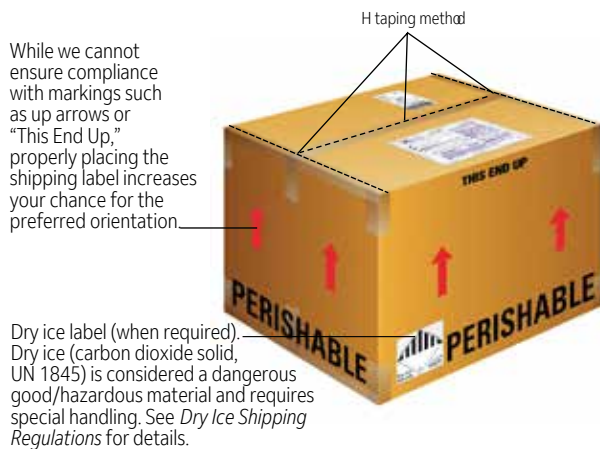 H taping method
While we cannot
ensure compliance
with markings such
as up arrows or
“This End Up,”
properly placing the
shipping label increases
your chance for the
preferred orientation.
THIS END UP
PERISHABLE
PERISHABLE
Dry ice label (when required).
Dry ice (carbon dioxide solid,
UN 1845) is considered a dangerous
good/hazardous material and requires
special handling. See Dry Ice Shipping
Regulations for details.